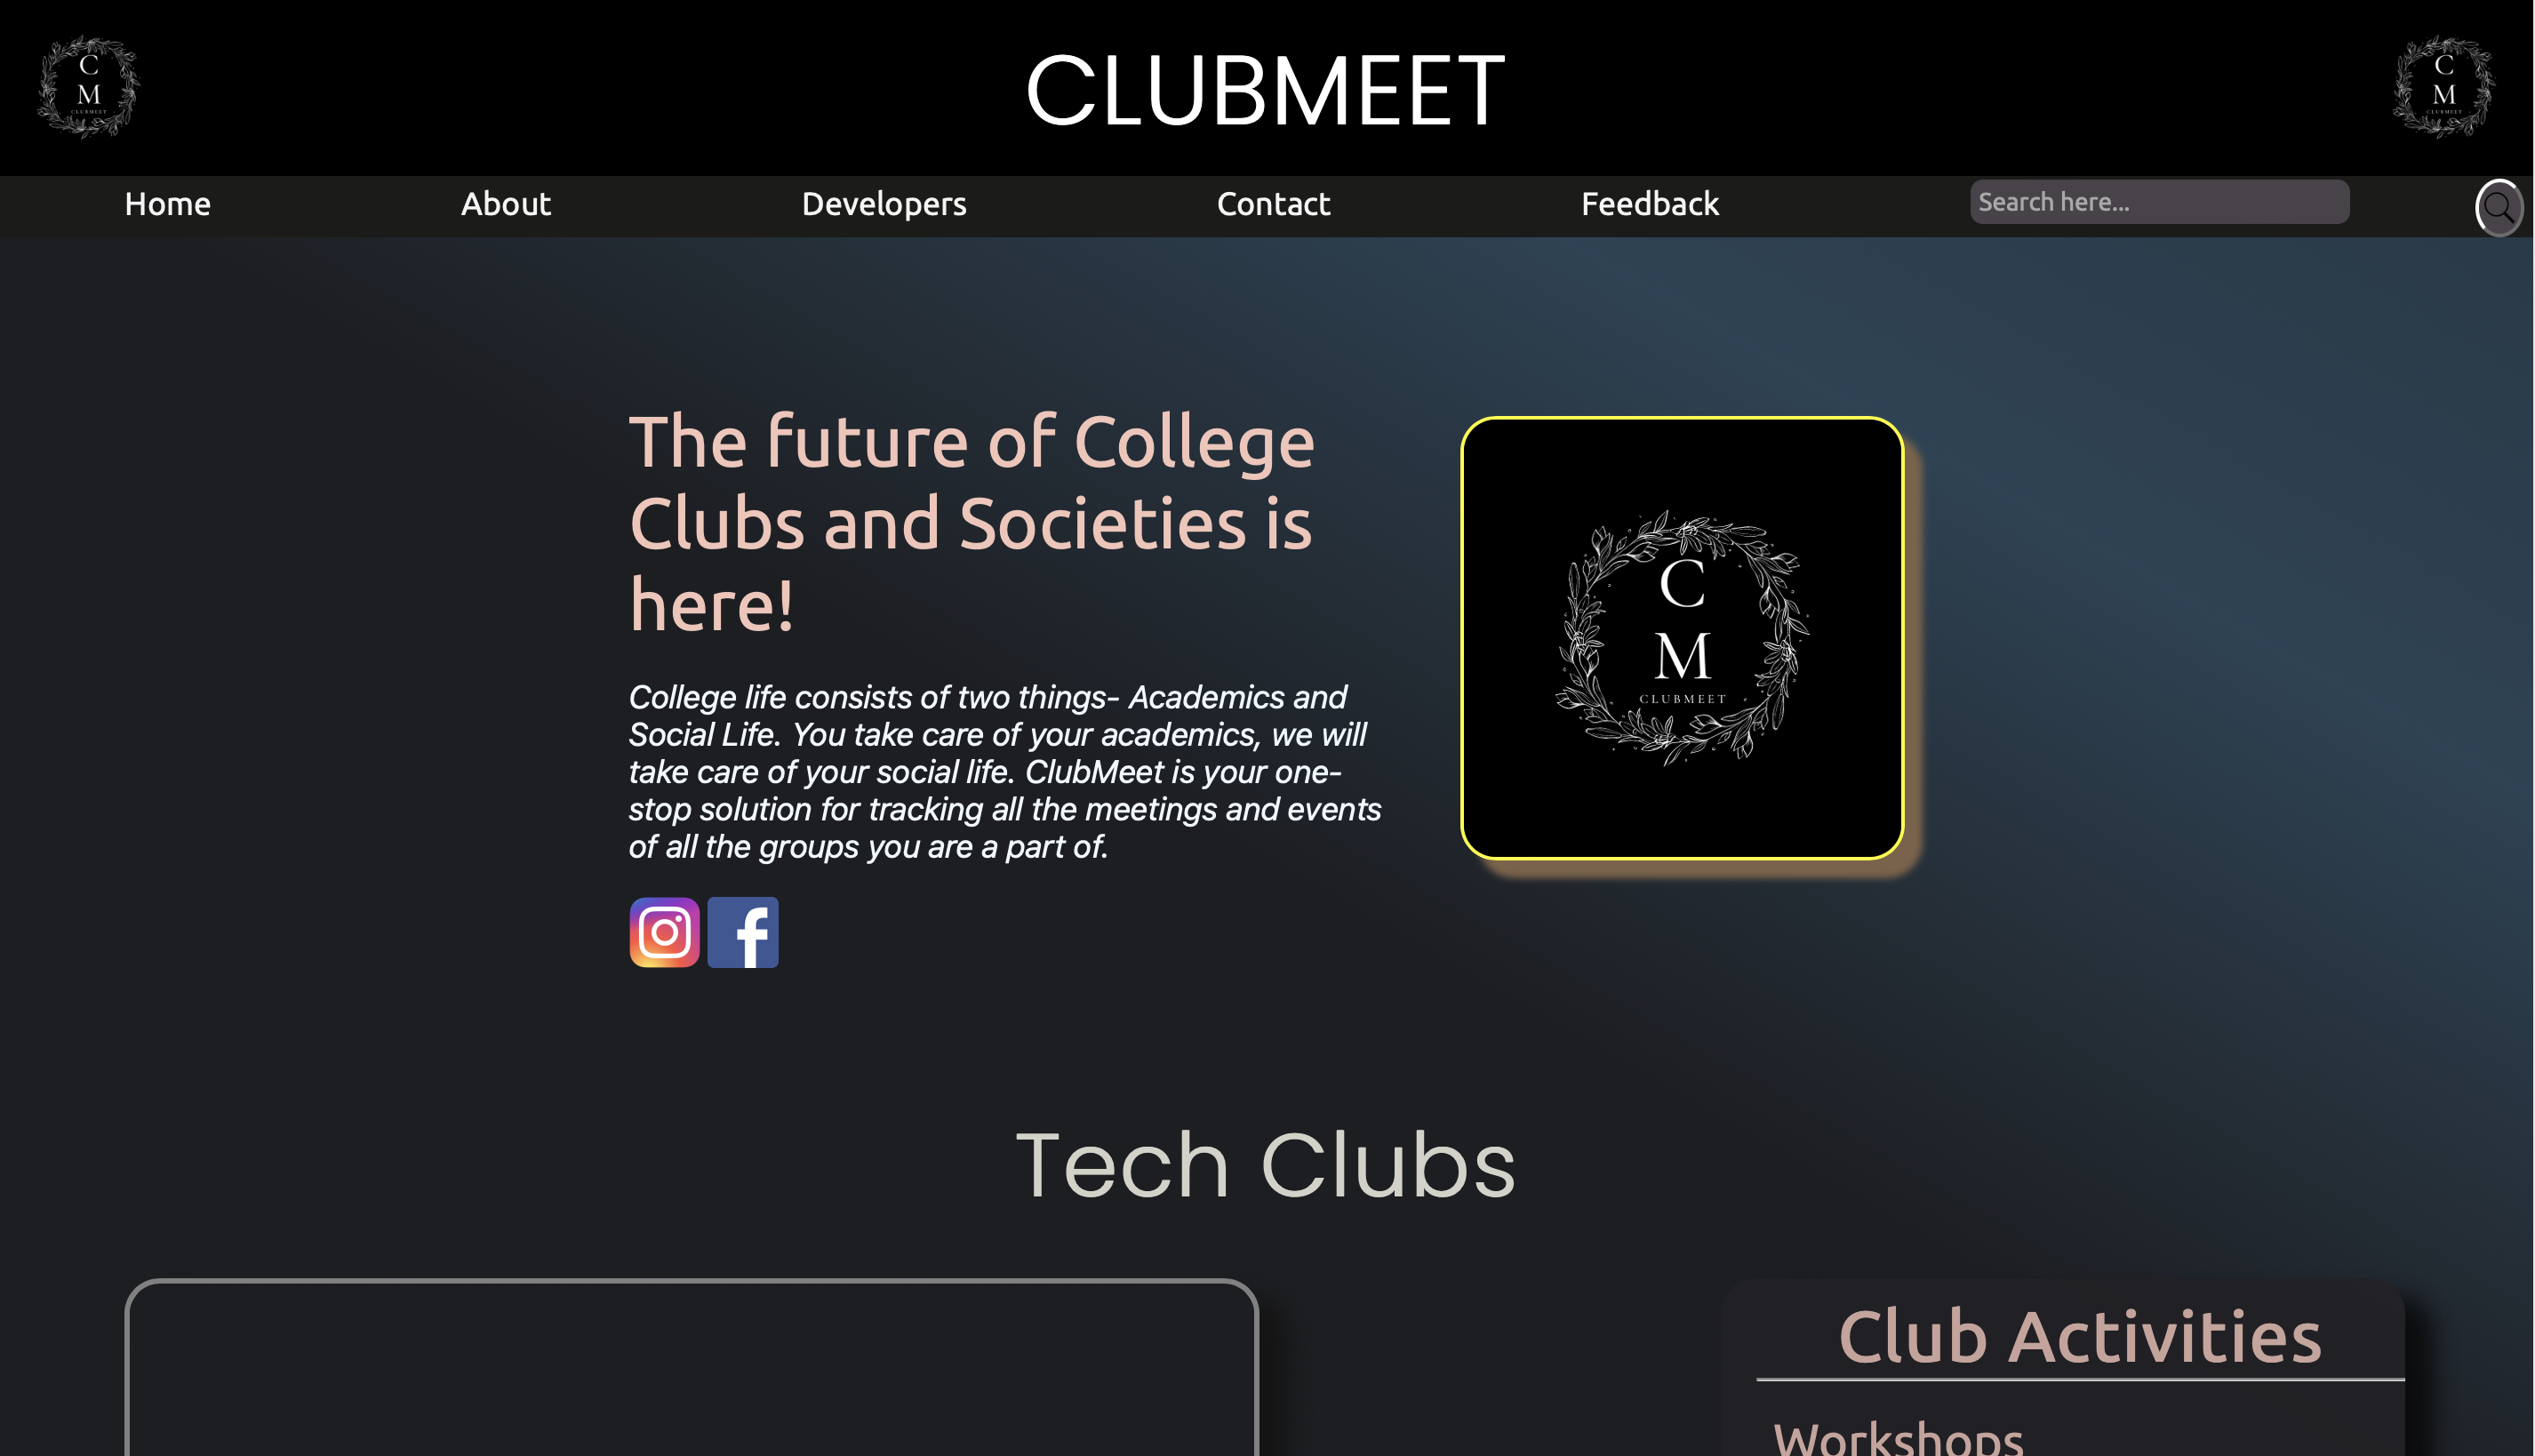 C
M
CLUBMEET
CLUBMEET
C
M
CLUBMEET
Home About Developers Contact Feedback Search here...
The future of College
Clubs and Societies is
here!
College life consists of two things- Academics and
Social Life. You take care of your academics, we will
take care of your social life. ClubMeet is your one-
stop solution for tracking all the meetings and events
of all the groups you are a part of.
C
M
CLUBMEET
f
Tech Clubs
Club Activities
Workshops